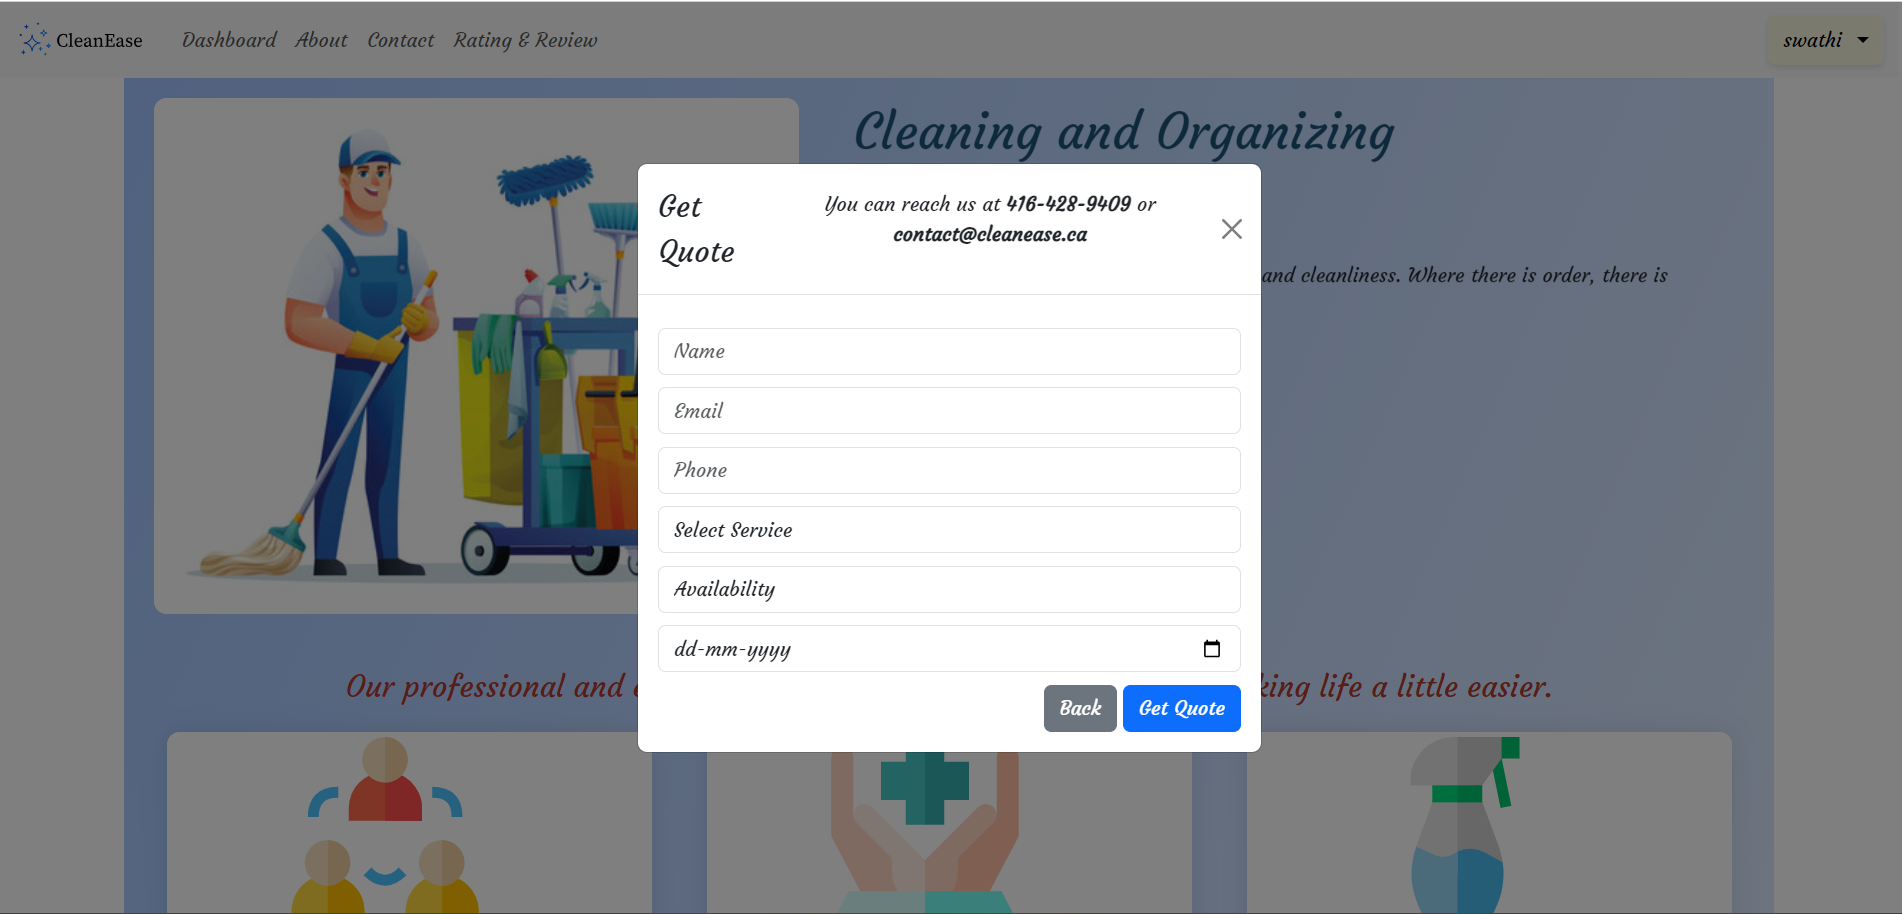 CleanEase Dashboard About Contact Rating & Review swathi
Cleaning and Organizing
Get
Quote
You can reach us at 416-428-9409 or
contact@cleanease.ca
and cleanliness. Where there is order, there is
Name
Email
Phone
Select Service
Availability
dd-mm-yyyy
Back Get Quote
Our professional and king life a little easier.